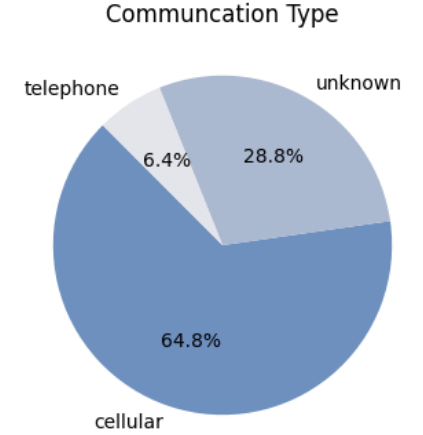 Communcation Type
telephone
unknown
6.4%
28.8%
64.8%
cellular